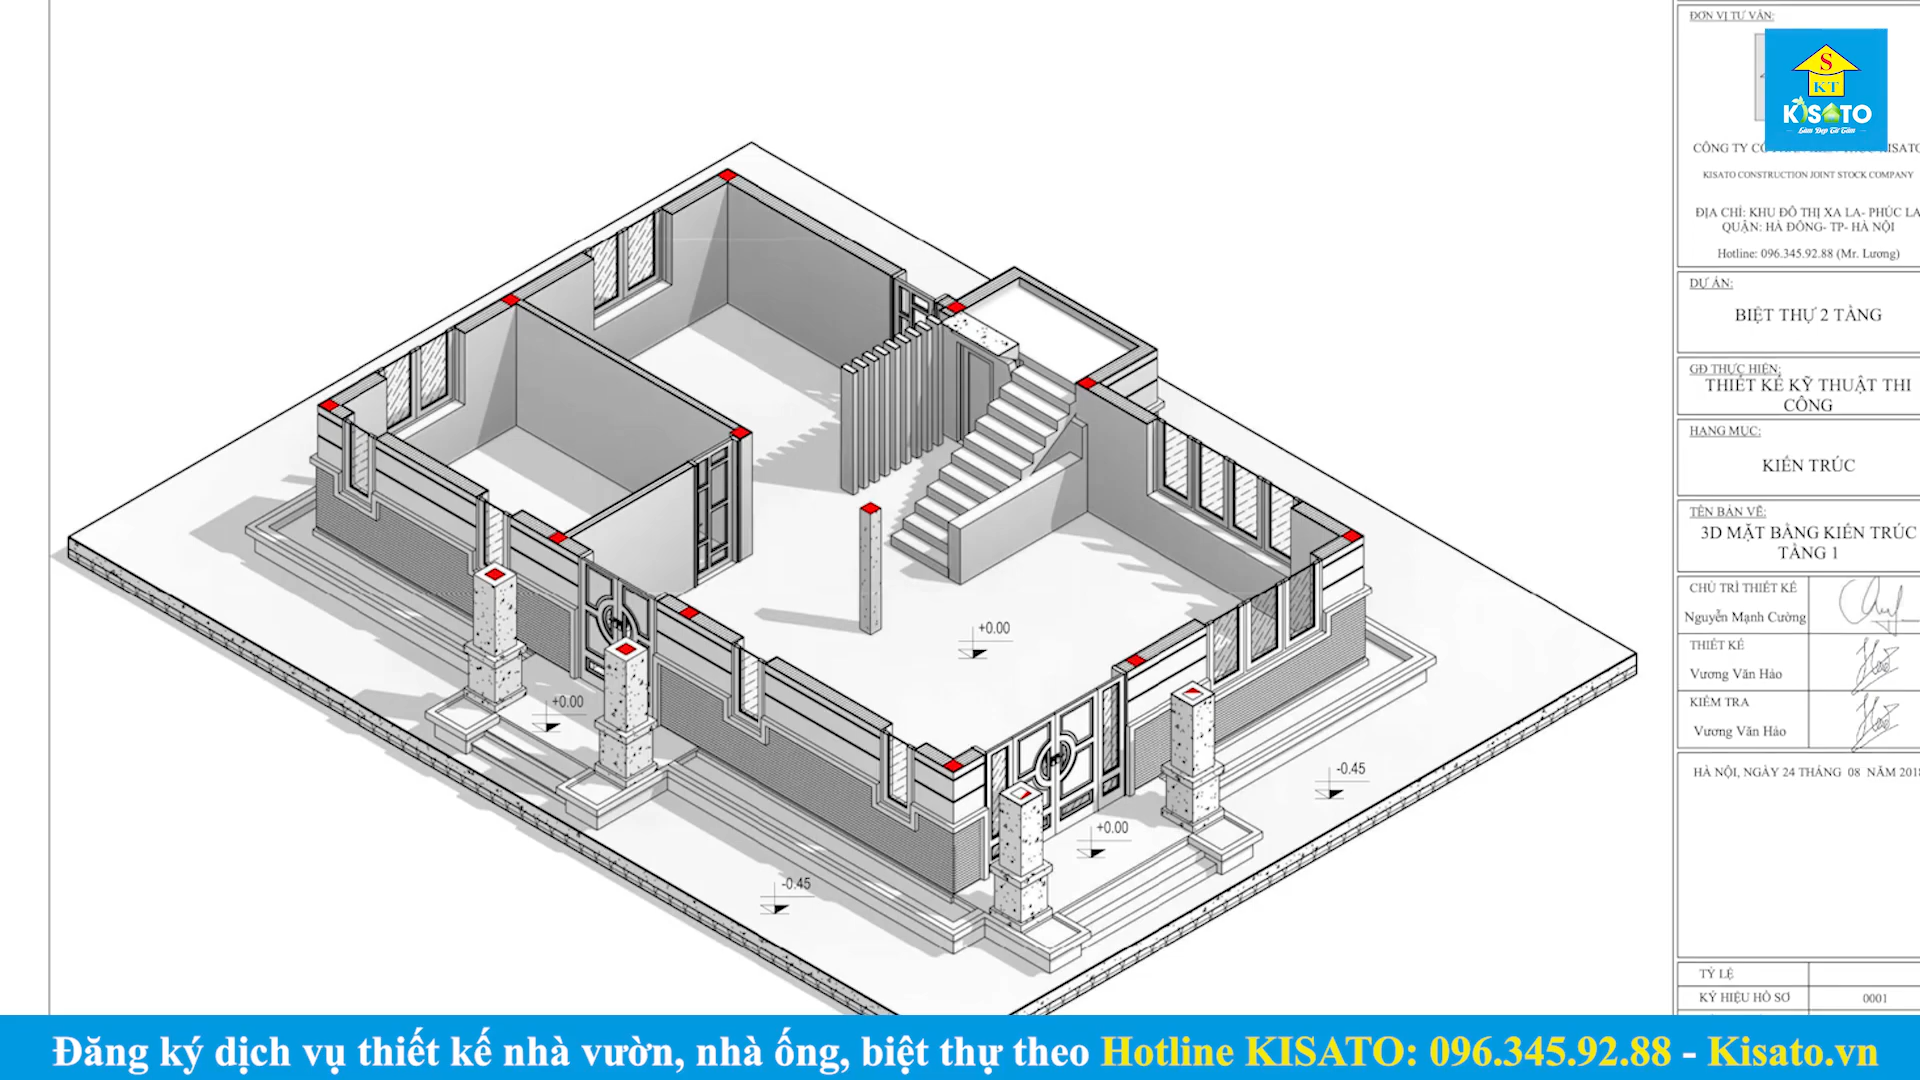 ĐƠN VỊ TƯ VẤN:
S
KT
KISATO
Làm Đẹp Từ Tâm
CÔNG TY CỔ
KISATO CONSTRUCTION JOINT STOCK COMPANY
ĐỊA CHỈ: KHU ĐÔ THỊ XA LA- PHÚC LA
QUẬN: HÀ ĐÔNG- TP- HÀ NỘI
Hotline: 096.345.92.88 (Mr. Lương)
DỰ ÁN:
BIỆT THỰ 2 TẦNG
GĐ THỰC HIỆN:
THIẾT KẾ KỸ THUẬT THI
CÔNG
HẠNG MỤC:
KIẾN TRÚC
TÊN BẢN VẼ:
3D MẶT BẰNG KIẾN TRÚC
TẦNG 1
CHỦ TRÌ THIẾT KẾ
Nguyễn Mạnh Cường
THIẾT KẾ
Vương Văn Hảo
KIỂM TRA
Vương Văn Hảo
HÀ NỘI, NGÀY 24 THÁNG 08 NĂM 2018
TỶ LỆ
KÝ HIỆU HỒ SƠ 0001
+0.00
+0.00
-0.45
+0.00
-0.45
Đăng ký dịch vụ thiết kế nhà vườn, nhà ống, biệt thự theo Hotline KISATO: 096.345.92.88 - Kisato.vn